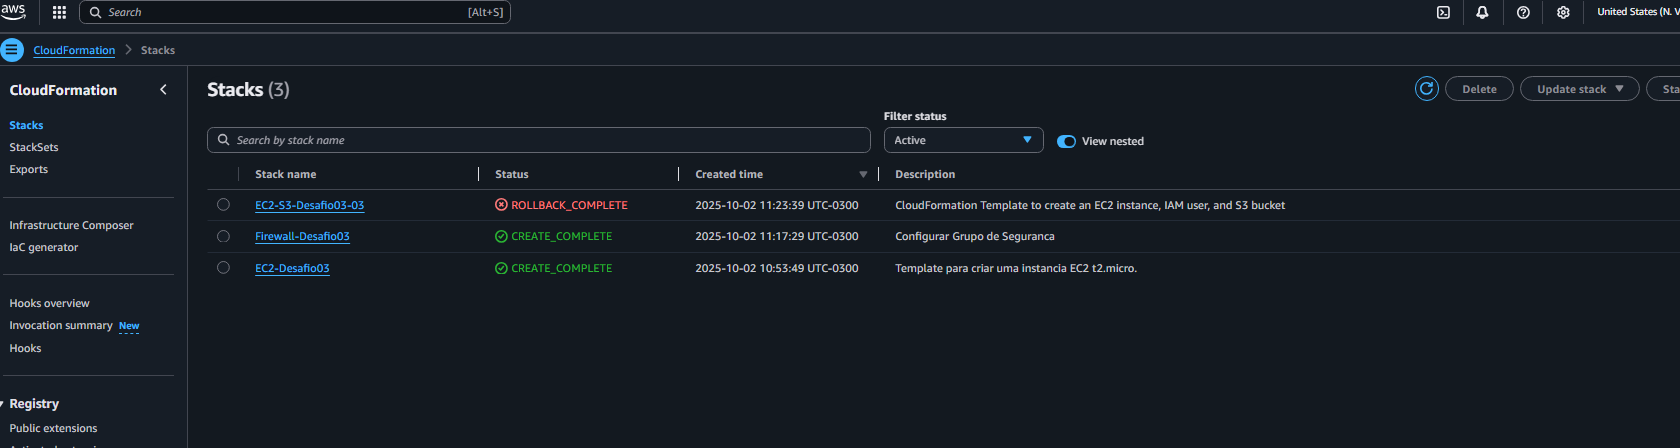 aws Search [Alt+S] United States (N. V
CloudFormation > Stacks
CloudFormation
Stacks
StackSets
Exports
Infrastructure Composer
IaC generator
Hooks overview
Invocation summary New
Hooks
Registry
Public extensions
Stacks (3)
Delete Update stack Sta
Filter status
Search by stack name Active View nested
Stack name Status Created time Description
EC2-S3-Desafio03-03 ROLLBACK_COMPLETE 2025-10-02 11:23:39 UTC-0300 CloudFormation Template to create an EC2 instance, IAM user, and S3 bucket
Firewall-Desafio03 CREATE_COMPLETE 2025-10-02 11:17:29 UTC-0300 Configurar Grupo de Seguranca
EC2-Desafio03 CREATE_COMPLETE 2025-10-02 10:53:49 UTC-0300 Template para criar uma instancia EC2 t2.micro.